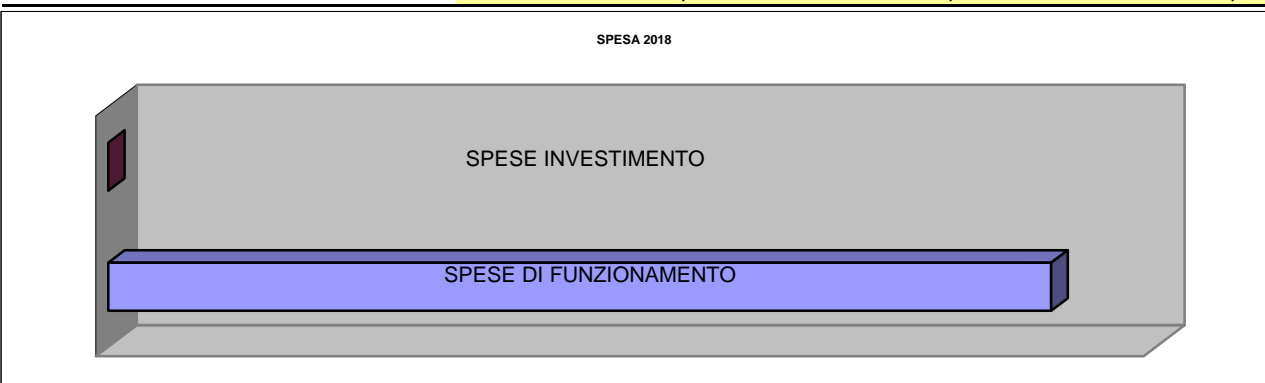 SPESA 2018
SPESE INVESTIMENTO
SPESE DI FUNZIONAMENTO